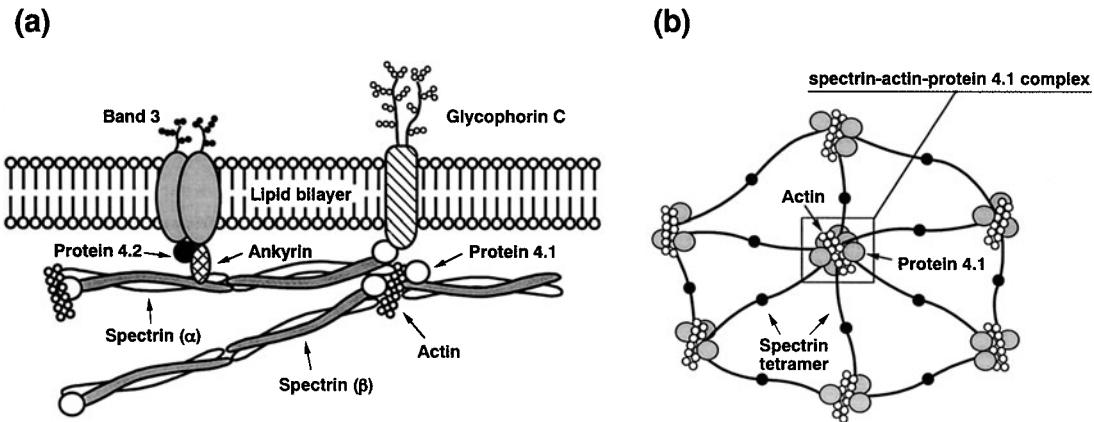 (a)
Band 3
Glycophorin C
Lipid bilayer
Protein 4.2
Ankyrin
Protein 4.1
Spectrin (α)
Spectrin (β)
Actin
(b)
spectrin-actin-protein 4.1 complex
Actin
Protein 4.1
Spectrin
tetramer